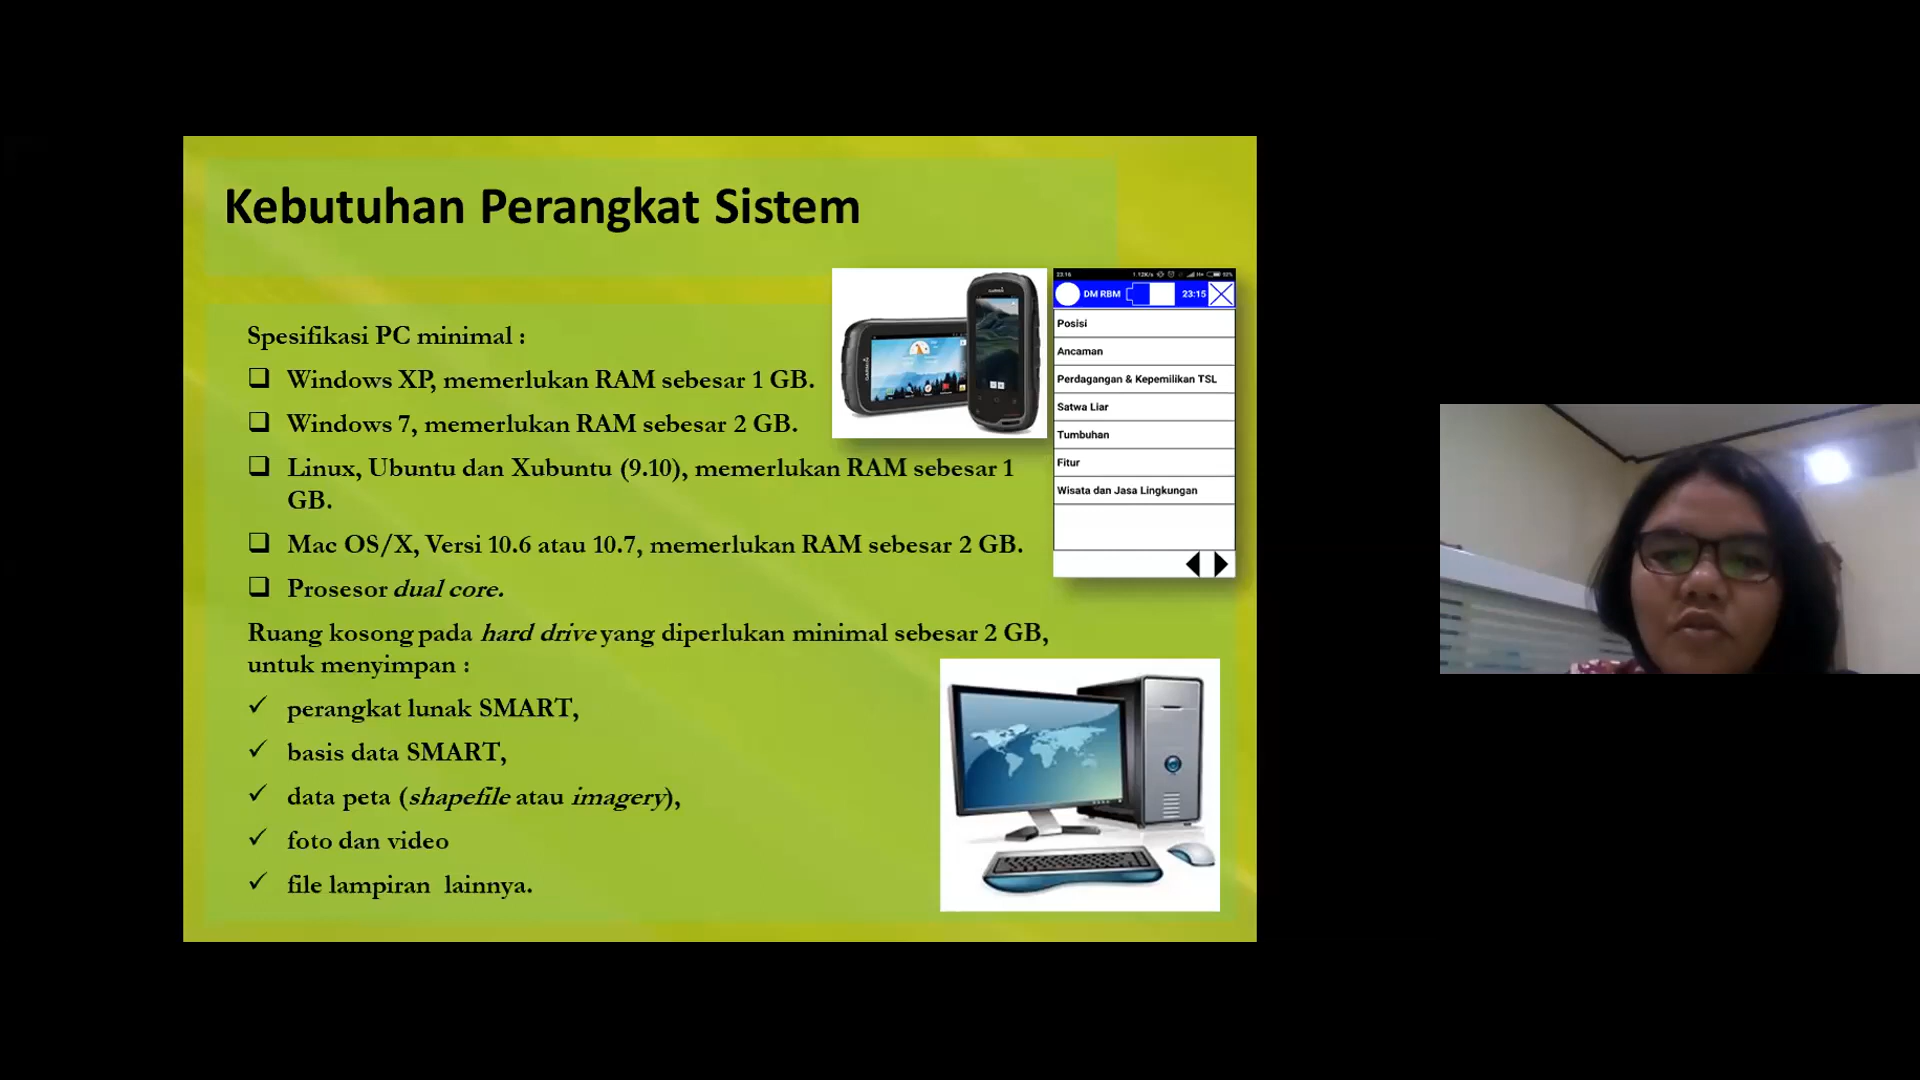 Kebutuhan Perangkat Sistem
Spesifikasi PC minimal :
Windows XP, memerlukan RAM sebesar 1 GB.
Windows 7, memerlukan RAM sebesar 2 GB.
Linux, Ubuntu dan Xubuntu (9.10), memerlukan RAM sebesar 1
GB.
Mac OS/X, Versi 10.6 atau 10.7, memerlukan RAM sebesar 2 GB.
Prosesor dual core.
Ruang kosong pada hard drive yang diperlukan minimal sebesar 2 GB,
untuk menyimpan :
perangkat lunak SMART,
basis data SMART,
data peta (shapefile atau imagery),
foto dan video
file lampiran lainnya.
23:16
DM RBM 23:15
Posisi
Ancaman
Perdagangan & Kepemilikan TSL
Satwa Liar
Tumbuhan
Fitur
Wisata dan Jasa Lingkungan